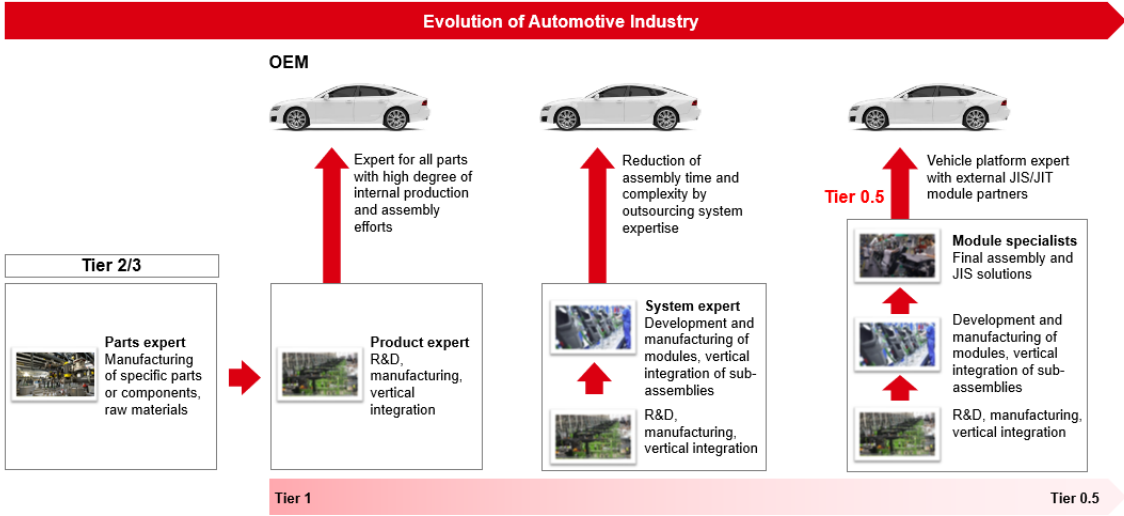 Evolution of Automotive Industry
OEM
Expert for all parts
with high degree of
internal production
and assembly
efforts
Reduction of
assembly time and
complexity by
outsourcing system
expertise
Vehicle platform expert
with external JIS/JIT
module partners
Tier 0.5
Tier 2/3
Parts expert
Manufacturing
of specific parts
or components,
raw materials
Product expert
R&D,
manufacturing,
vertical
integration
System expert
Development and
manufacturing
of modules, vertical
integration of sub-
assemblies
R&D,
manufacturing,
vertical integration
Module specialists
Final assembly and
JIS solutions
Development and
manufacturing of
modules, vertical
integration of sub-
assemblies
R&D, manufacturing,
vertical integration
Tier 1
Tier 0.5